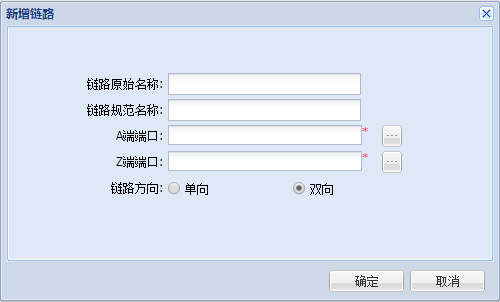 新增链路
链路原始名称:
链路规范名称:
A端端口: * ...
Z端端口: * ...
链路方向: 单向 双向
确定 取消